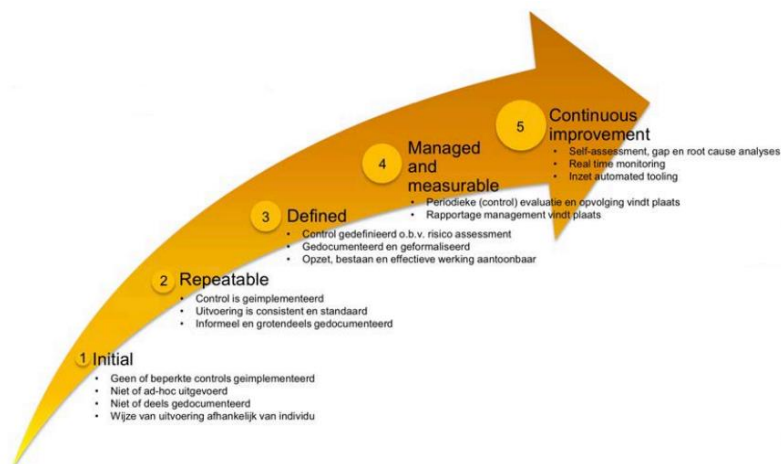 1 Initial
• Geen of beperkte controls geimplementeerd
• Niet of ad-hoc uitgevoerd
• Niet of deels gedocumenteerd
• Wijze van uitvoering afhankelijk van individu
2 Repeatable
• Control is geimplementeerd
• Uitvoering is consistent en standaard
• Informeel en grotendeels gedocumenteerd
3 Defined
• Control gedefinieerd o.b.v. risico assessment
• Gedocumenteerd en geformaliseerd
• Opzet, bestaan en effectieve werking aantoonbaar
4 Managed
and
measurable
• Periodieke (control) evaluatie en opvolging vindt plaats
• Rapportage management vindt plaats
5 Continuous
improvement
• Self-assessment, gap en root cause analyses
• Real time monitoring
• Inzet automated tooling